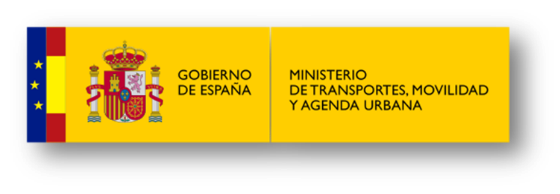 GOBIERNO
DE ESPAÑA
MINISTERIO
DE TRANSPORTES, MOVILIDAD
Y AGENDA URBANA